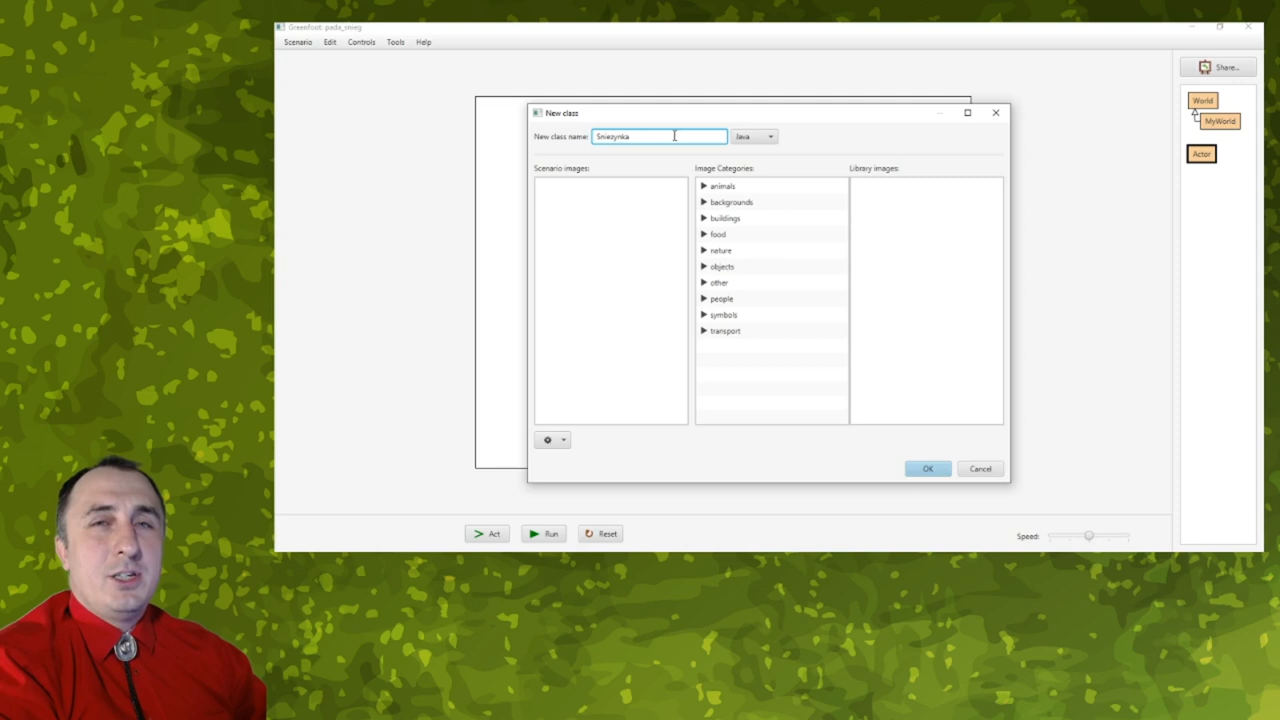 Greenfoot: pada_snieg
Scenario Edit Controls Tools Help
Share...
World
MyWorld
Actor
New class
New class name: Sniezynka Java
Scenario images: Image Categories: Library images:
animals
backgrounds
buildings
food
nature
objects
other
people
symbols
transport
OK Cancel
Act Run Reset Speed: